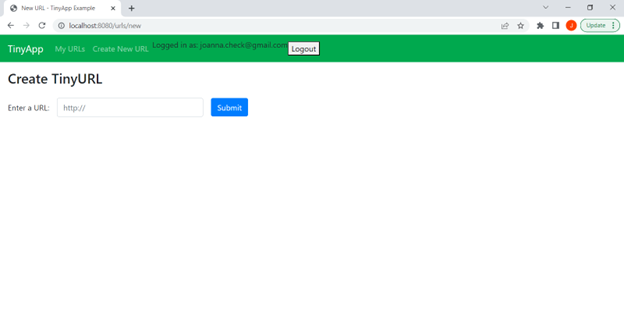 New URL - TinyApp Example
localhost:8080/urls/new
J
Update
TinyApp My URLs Create New URL Logged in as: joanna.check@gmail.com Logout
Create TinyURL
Enter a URL: http:// Submit